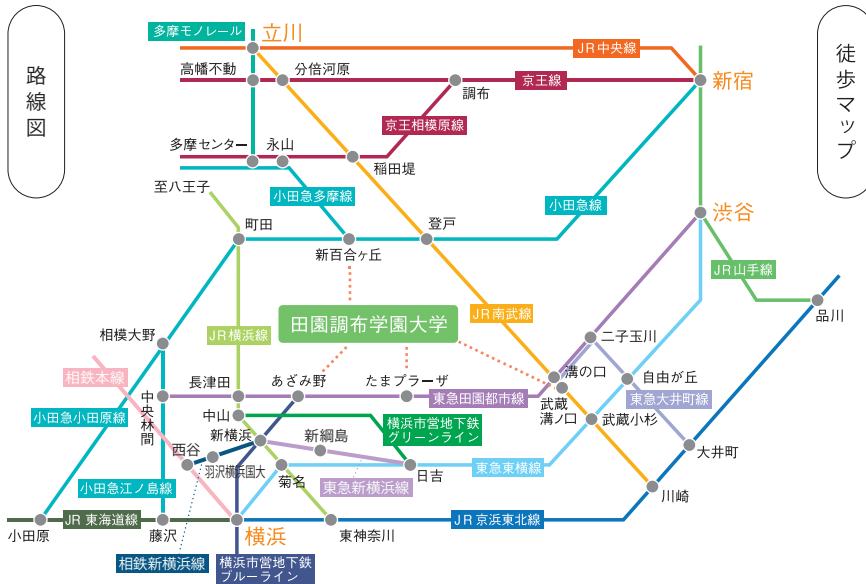 路線図
徒歩マップ
多摩モノレール
立川
JR中央線
高幡不動
分倍河原
調布
京王線
新宿
京王相模原線
多摩センター
永山
稲田堤
至八王子
小田急多摩線
小田急線
渋谷
町田
新百合ヶ丘
登戸
JR山手線
品川
田園調布学園大学
JR南武線
JR横浜線
相模大野
二子玉川
相鉄本線
長津田
あざみ野
たまプラーザ
溝の口
自由が丘
東急田園都市線
東急大井町線
中央林間
武蔵
溝ノ口
武蔵小杉
小田急小田原線
中山
横浜市営地下鉄
グリーンライン
新横浜
新綱島
大井町
西谷
羽沢横浜国大
日吉
東急東横線
菊名
小田急江ノ島線
東急新横浜線
川崎
JR 東海道線
JR 京浜東北線
小田原
藤沢
横浜
東神奈川
相鉄新横浜線
横浜市営地下鉄
ブルーライン